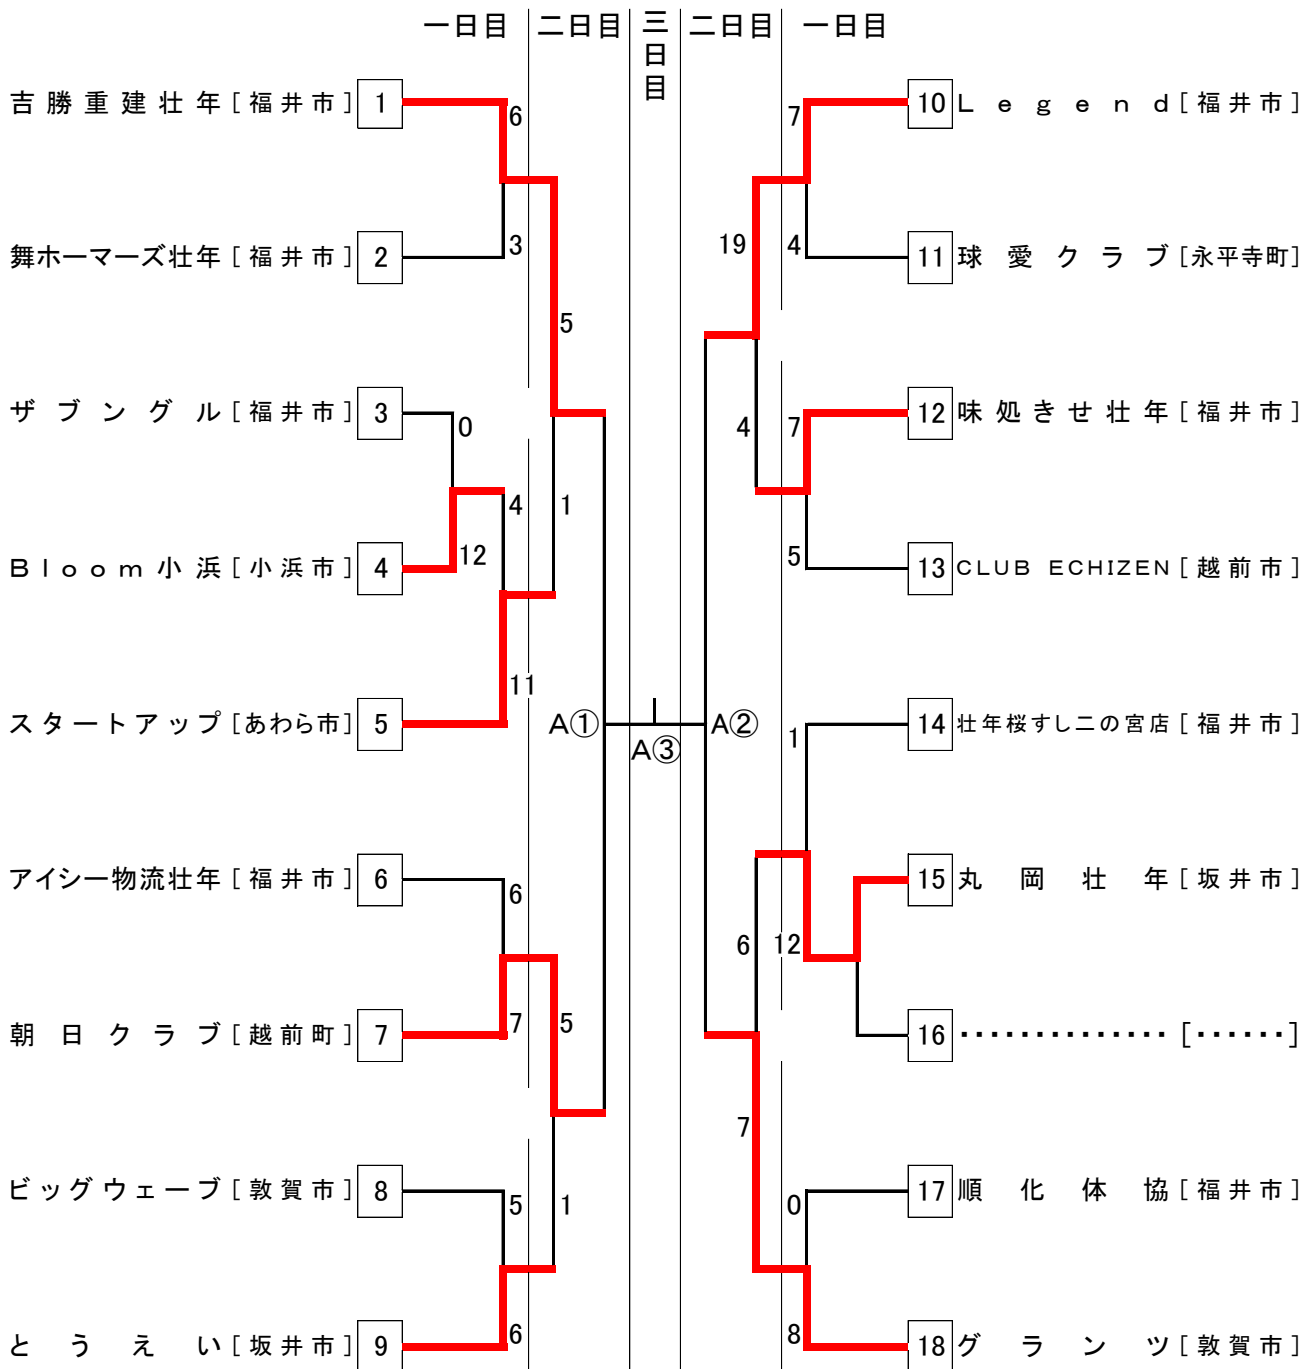 一日目 二日目 三日目 二日目 一日目
吉勝重建壮年 [福井市] 1 6 7 10 Legend [福井市]
舞ホーマーズ壮年 [福井市] 2 3 19 4 11 球愛クラブ [永平寺町]
5
ザブングル [福井市] 3 0 4 7 12 味処きせ壮年 [福井市]
4 1
Bloom小浜 [小浜市] 4 12 5 13 CLUB ECHIZEN [越前市]
11
スタートアップ [あわら市] 5 A① A③ A② 1 14 壮年桜すし二の宮店 [福井市]
アイシー物流壮年 [福井市] 6 6 15 丸岡壮年 [坂井市]
6 12
朝日クラブ [越前町] 7 7 5 16 ・・・・・・・・・・・・・・ [・・・・・・]
7
ビッグウェーブ [敦賀市] 8 5 1 0 17 順化体協 [福井市]
とうえい [坂井市] 9 6 8 18 グランツ [敦賀市]